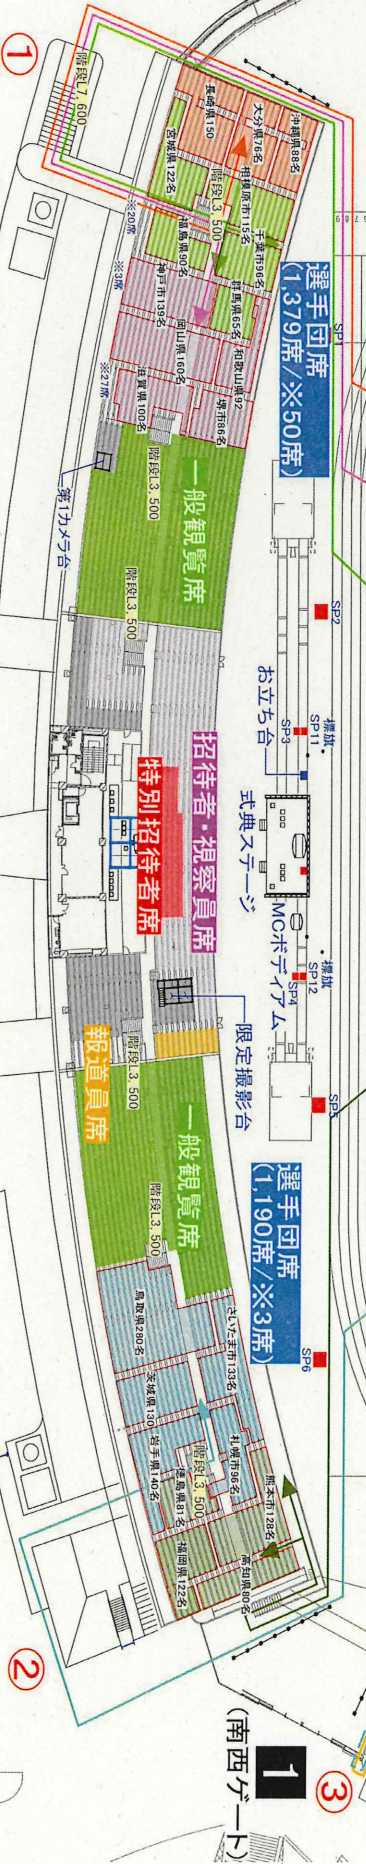 ①
階段L7,600
沖縄県88名
大分県76名
長崎県150
相模原市115名
宮城県122名
階段L3,500
千葉市96名
※20席
福島県90名
群馬県65名
※3席
神戸市139名
岡山県160名
和歌山県92
※27席
滋賀県100名
堺市86名
選手団席
(1,379席/※50席)
SP1
階段L3,500
第1カメラ台
一般観覧席
階段L3,500
SP2
標旗
SP11
SP3
お立ち台
招待者・視察員席
特別招待者席
式典ステージ
MCポディアム
標旗
SP12
SP4
限定撮影台
報道員席
階段L3,500
SP5
一般観覧席
選手団席
(1,190席/※3席)
階段L3,500
SP6
鳥取県280名
さいたま市133名
茨城県130
札幌市96名
岩手県140名
階段L3,500
徳島県81名
熊本市128名
福岡県122名
高知県80名
②
1
(南西ゲート)
③